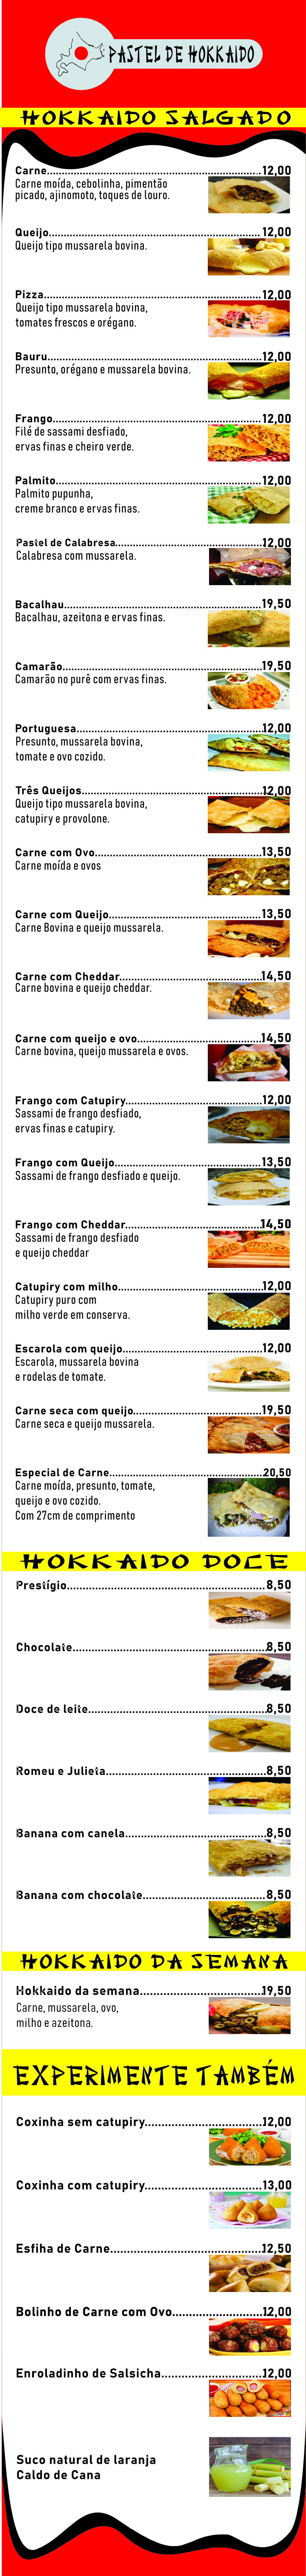 PASTEL DE HOKKAIDO
HOKKAIDO SALGADO
Carne........12,00
Carne moída, cebolinha, pimentão
picado, ajinomoto, toques de louro.
Queijo........12,00
Queijo tipo mussarela bovina.
Pizza........12,00
Queijo tipo mussarela bovina,
tomates frescos e orégano.
Bauru........12,00
Presunto, orégano e mussarela bovina.
Frango........12,00
Filé de sassami desfiado,
ervas finas e cheiro verde.
Palmito........12,00
Palmito pupunha,
creme branco e ervas finas.
Pastel de Calabresa........12,00
Calabresa com mussarela.
Bacalhau........19,50
Bacalhau, azeitona e ervas finas.
Camarão........19,50
Camarão no purê com ervas finas.
Portuguesa........12,00
Presunto, mussarela bovina,
tomate e ovo cozido.
Três Queijos........12,00
Queijo tipo mussarela bovina,
catupiry e provolone.
Carne com Ovo........13,50
Carne moída e ovos
Carne com Queijo........13,50
Carne Bovina e queijo mussarela.
Carne com Cheddar........14,50
Carne bovina e queijo cheddar.
Carne com queijo e ovo........14,50
Carne bovina, queijo mussarela e ovos.
Frango com Catupiry........12,00
Sassami de frango desfiado,
ervas finas e catupiry.
Frango com Queijo........13,50
Sassami de frango desfiado e queijo.
Frango com Cheddar........14,50
Sassami de frango desfiado
e queijo cheddar
Catupiry com milho........12,00
Catupiry puro com
milho verde em conserva.
Escarola com queijo........12,00
Escarola, mussarela bovina
e rodelas de tomate.
Carne seca com queijo........19,50
Carne seca e queijo mussarela.
Especial de Carne........20,50
Carne moída, presunto, tomate,
queijo e ovo cozido.
Com 27cm de comprimento
HOKKAIDO DOCE
Prestígio........8,50
Chocolate........8,50
Doce de leite........8,50
Romeu e Julieta........8,50
Banana com canela........8,50
Banana com chocolate........8,50
HOKKAIDO DA SEMANA
Hokkaido da semana........19,50
Carne, mussarela, ovo,
milho e azeitona.
EXPERIMENTE TAMBÉM
Coxinha sem catupiry........12,00
Coxinha com catupiry........13,00
Esfiha de Carne........12,50
Bolinho de Carne com Ovo........12,00
Enroladinho de Salsicha........12,00
Suco natural de laranja
Caldo de Cana